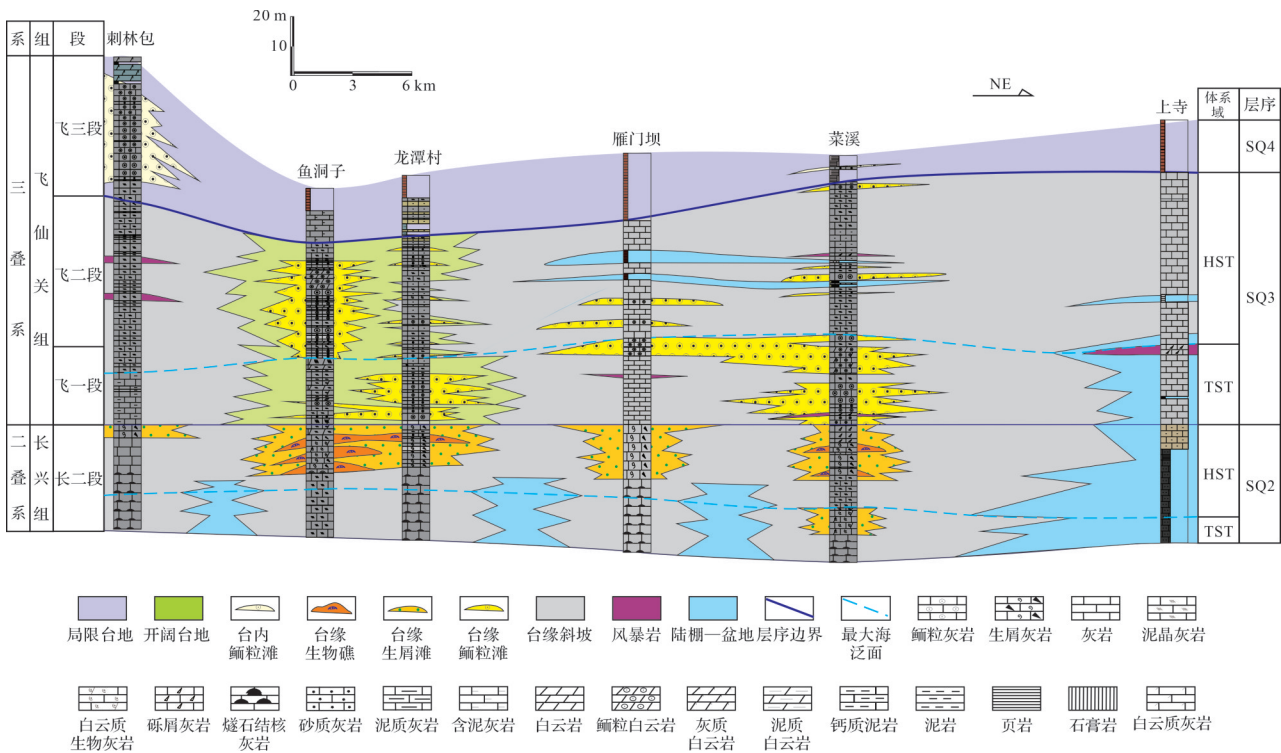 20 m
10
0 3 6 km
NE
系 组 段
刺林包
鱼洞子
龙潭村
雁门坝
菜溪
上寺
体系域
层序
三叠系
飞仙关组
飞三段
飞二段
飞一段
二叠系
长兴组
长二段
SQ4
HST
SQ3
TST
HST
SQ2
TST
局限台地
开阔台地
台内
鲕粒滩
台缘
生物礁
台缘
生屑滩
台缘
鲕粒滩
台缘斜坡
风暴岩
陆棚—盆地
层序边界
最大海
泛面
鲕粒灰岩
生屑灰岩
灰岩
泥晶灰岩
白云质
生物灰岩
砾屑灰岩
燧石结核
灰岩
砂质灰岩
泥质灰岩
含泥灰岩
白云岩
鲕粒白云岩
灰质
白云岩
泥质
白云岩
钙质泥岩
泥岩
页岩
石膏岩
白云质灰岩